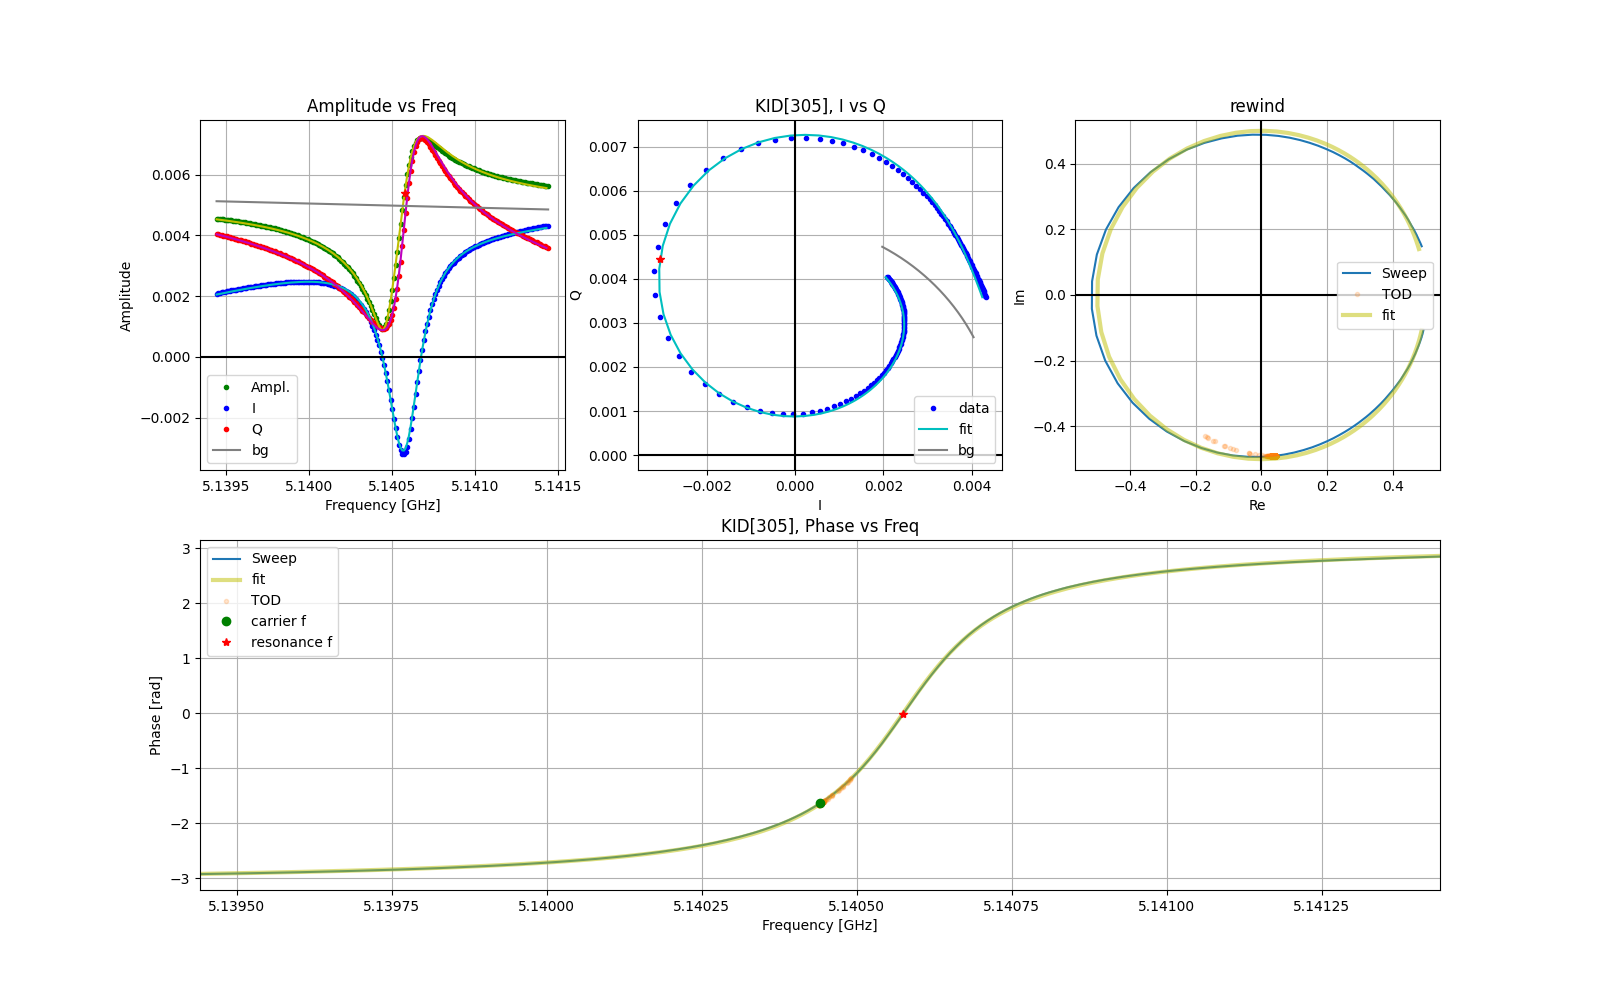 Amplitude vs Freq
0.006
0.004
0.002
0.000
−0.002
Amplitude
Ampl.
I
Q
bg
5.1395 5.1400 5.1405 5.1410 5.1415
Frequency [GHz]
KID[305], I vs Q
0.007
0.006
0.005
0.004
0.003
0.002
0.001
0.000
Q
data
fit
bg
−0.002 0.000 0.002 0.004
I
rewind
0.4
0.2
0.0
−0.2
−0.4
Im
Sweep
TOD
fit
−0.4 −0.2 0.0 0.2 0.4
Re
KID[305], Phase vs Freq
3
2
1
0
−1
−2
−3
Phase [rad]
Sweep
fit
TOD
carrier f
resonance f
5.13950 5.13975 5.14000 5.14025 5.14050 5.14075 5.14100 5.14125
Frequency [GHz]